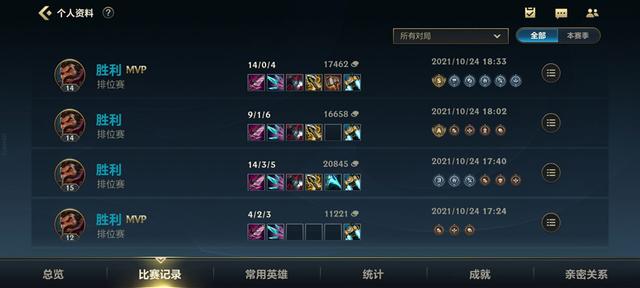 个人资料 ?
所有对局 全部 本赛季
胜利 MVP 14/0/4 17462 2021/10/24 18:33
14 排位赛 S
胜利 9/1/6 16658 2021/10/24 18:02
14 排位赛 A
胜利 14/3/5 20845 2021/10/24 17:40
15 排位赛
胜利 MVP 4/2/3 11221 2021/10/24 17:24
12 排位赛
总览 比赛记录 常用英雄 统计 成就 亲密关系